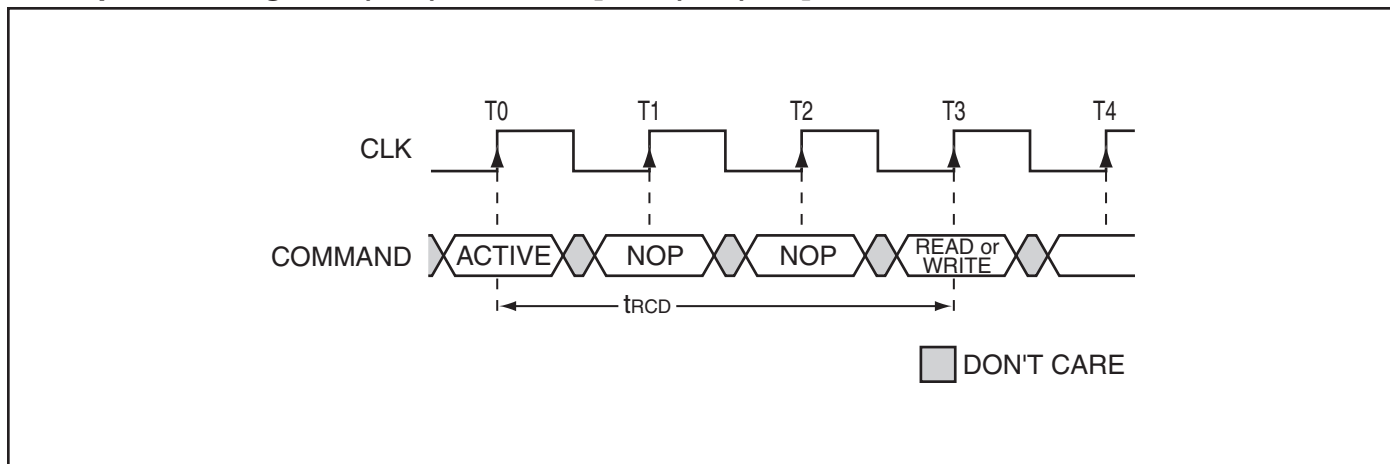 T0 T1 T2 T3 T4
CLK
COMMAND ACTIVE NOP NOP READ or
WRITE
tRCD
DON'T CARE